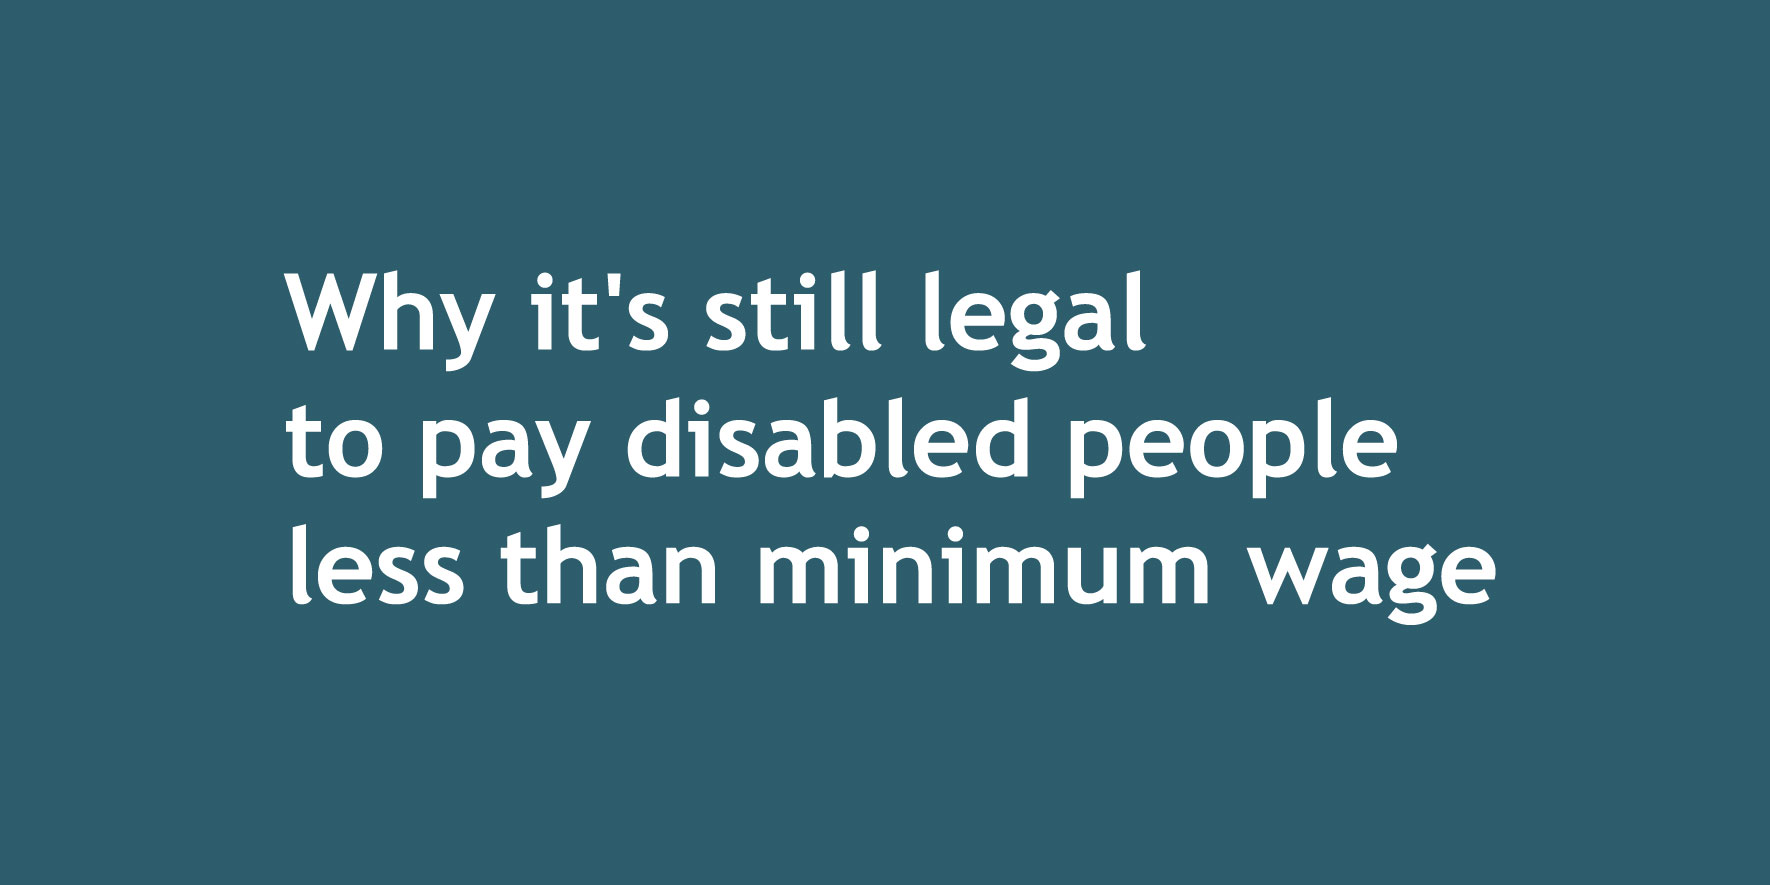 Why it's still legal
to pay disabled people
less than minimum wage